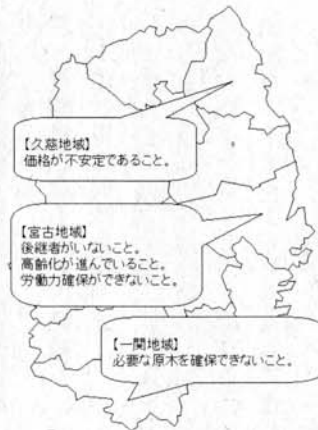 【久慈地域】
価格が不安定であること。
【宮古地域】
後継者がいないこと。
高齢化が進んでいること。
労働力確保ができないこと。
【一関地域】
必要な原木を確保できないこと。